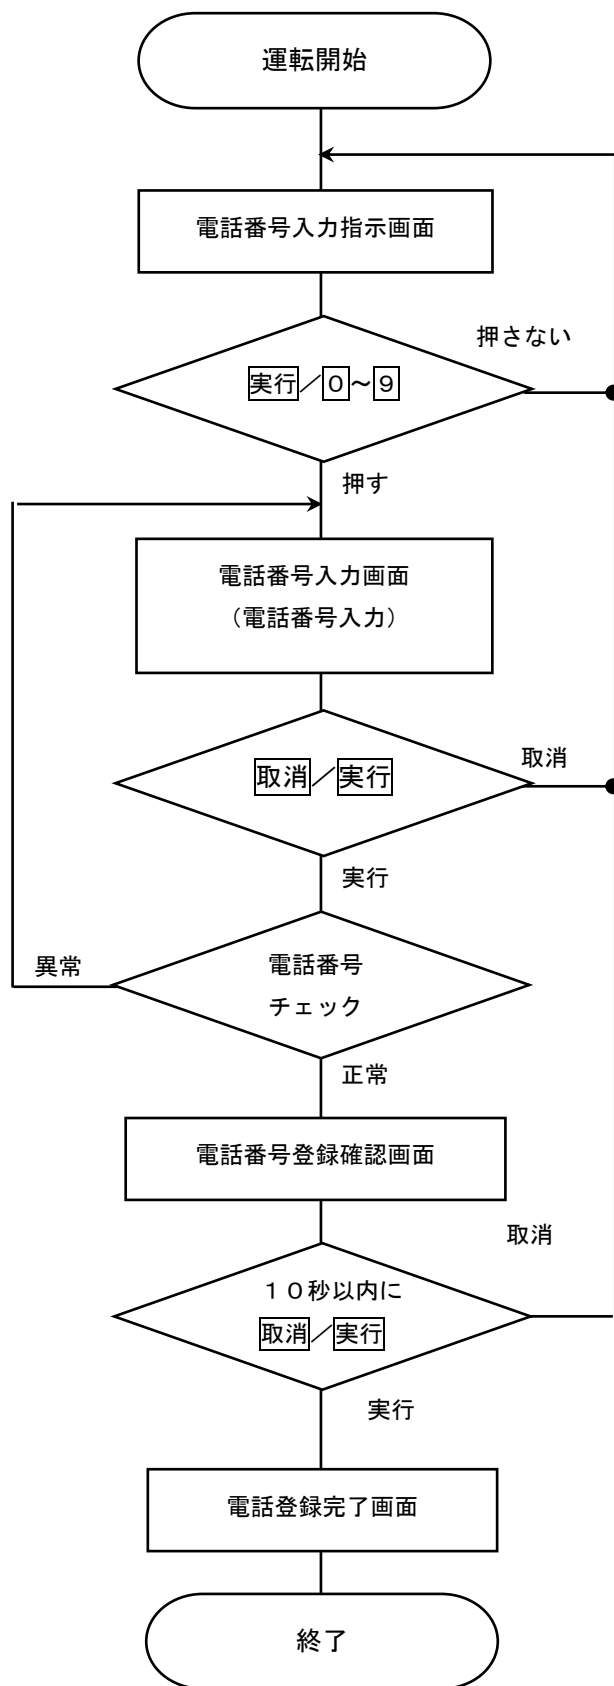 運転開始
電話番号入力指示画面
押さない
実行／０～９
押す
電話番号入力画面
（電話番号入力）
取消
取消／実行
実行
異常
電話番号
チェック
正常
電話番号登録確認画面
取消
１０秒以内に
取消／実行
実行
電話登録完了画面
終了